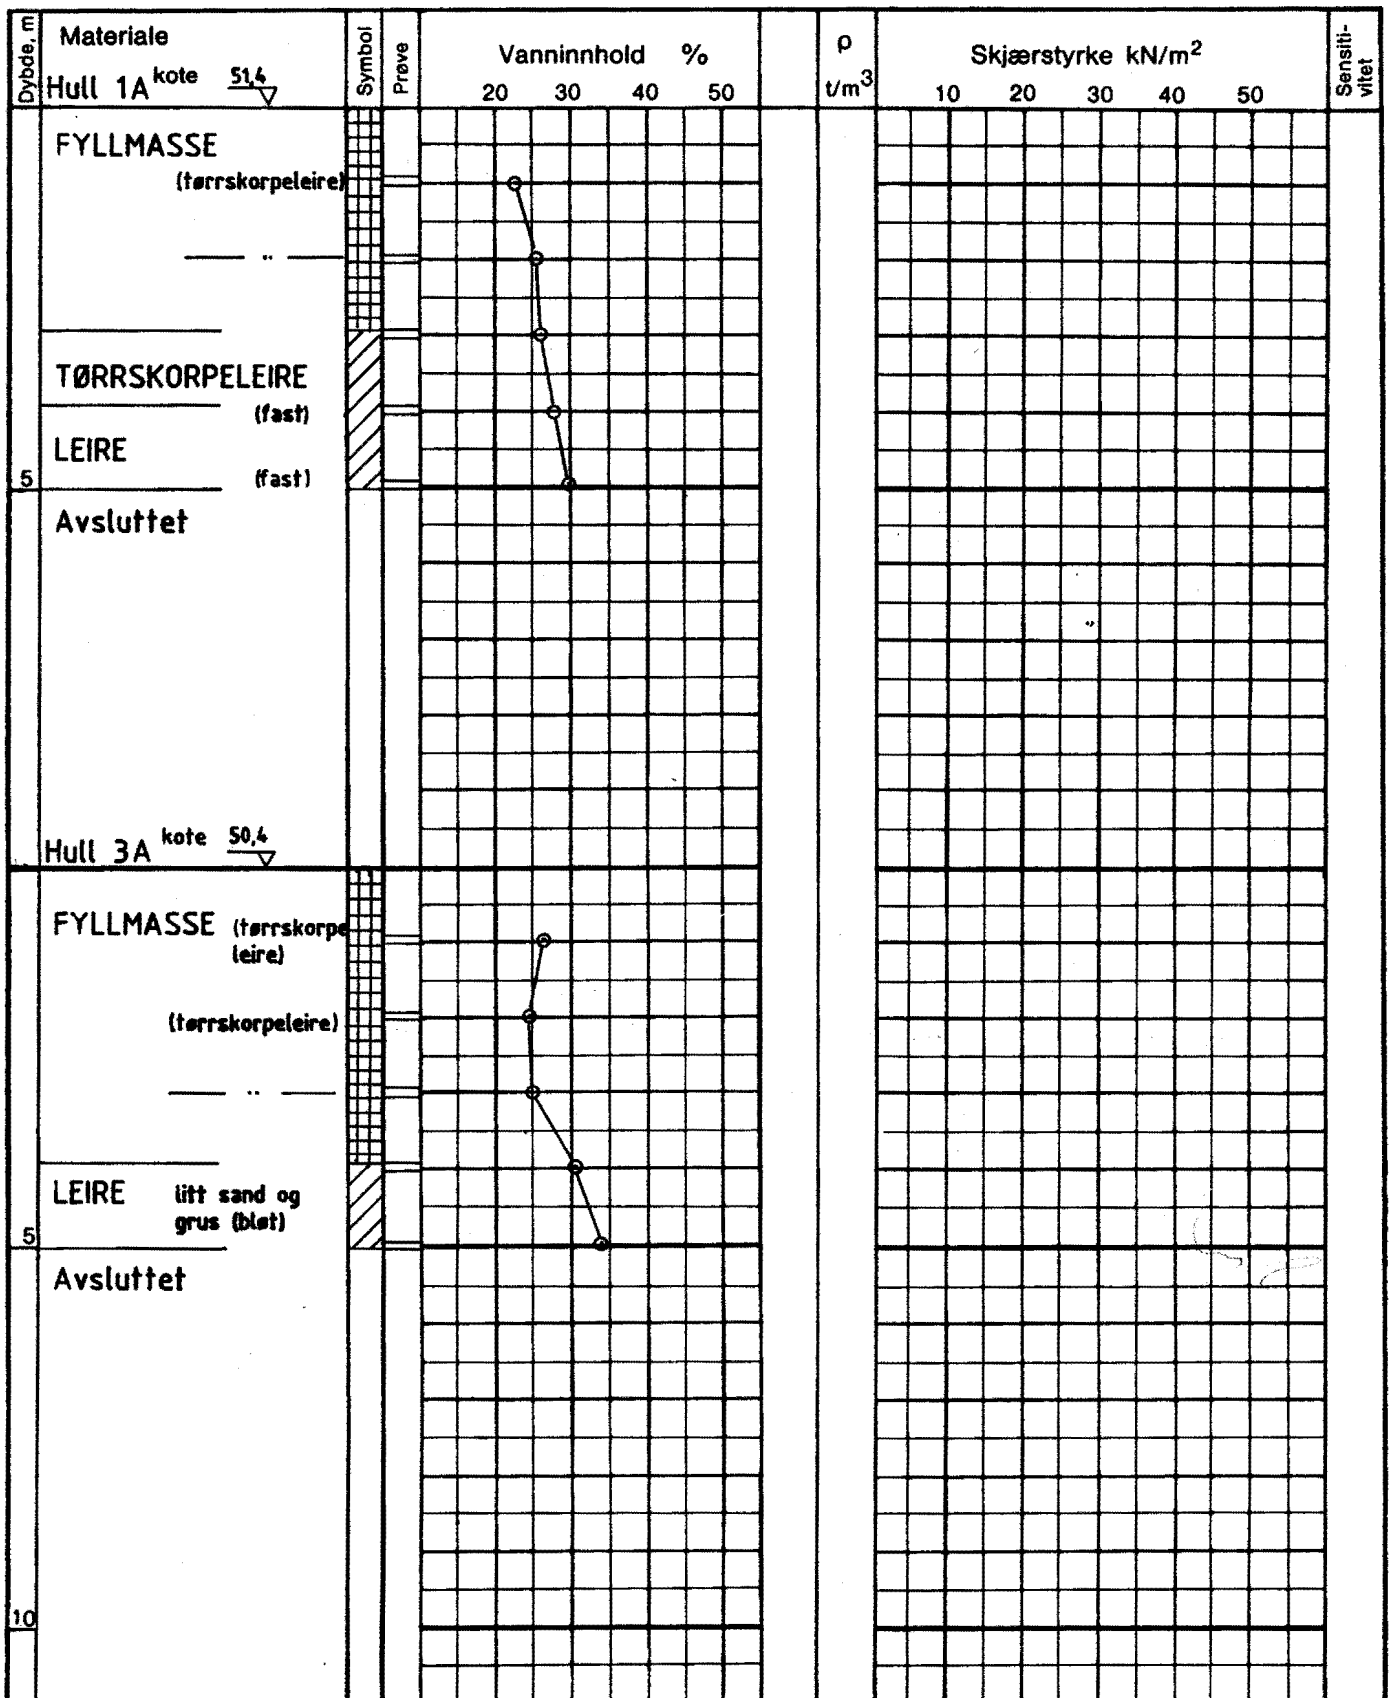 Dybde, m
Materiale
Symbol
Prøve
Vanninnhold %
ρ
t/m³
Skjærstyrke kN/m²
Sensiti-
vitet
Hull 1A kote 51,4
20 30 40 50
10 20 30 40 50
FYLLMASSE
(tørrskorpeleire)
— " —
TØRRSKORPELEIRE
(fast)
LEIRE
(fast)
5
Avsluttet
Hull 3A kote 50,4
FYLLMASSE (tørrskorpe
leire)
(tørrskorpeleire)
— " —
LEIRE litt sand og
grus (bløt)
5
Avsluttet
10